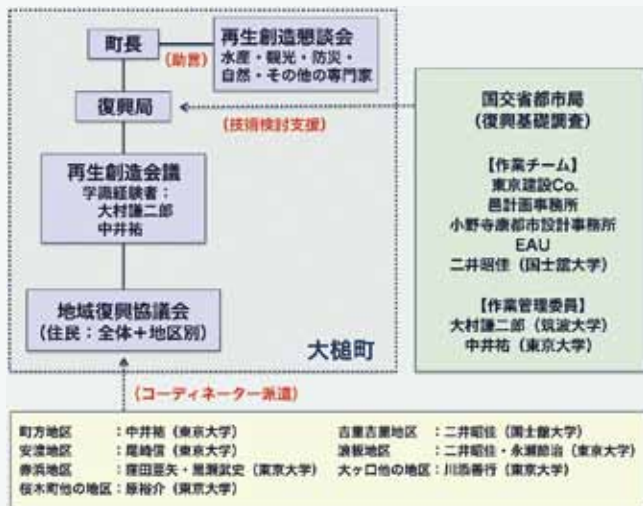 町長
再生創造懇談会
水産・観光・防災・
自然・その他の専門家
(助言)
復興局
(技術検討支援)
国交省都市局
(復興基礎調査)
【作業チーム】
東京建設Co.
邑計画事務所
小野寺康都市設計事務所
EAU
二井昭佳(国士舘大学)
【作業管理委員】
大村謙二郎(筑波大学)
中井祐(東京大学)
再生創造会議
学識経験者:
大村謙二郎
中井祐
地域復興協議会
(住民:全体+地区別)
大槌町
(コーディネーター派遣)
町方地区 :中井祐(東京大学)
安渡地区 :尾崎信(東京大学)
赤浜地区 :窪田亜矢・黒瀬武史(東京大学)
桜木町他の地区:原裕介(東京大学)
吉里吉里地区 :二井昭佳(国士舘大学)
浪板地区 :二井昭佳・永瀬節治(東京大学)
大ヶ口他の地区:川添善行(東京大学)